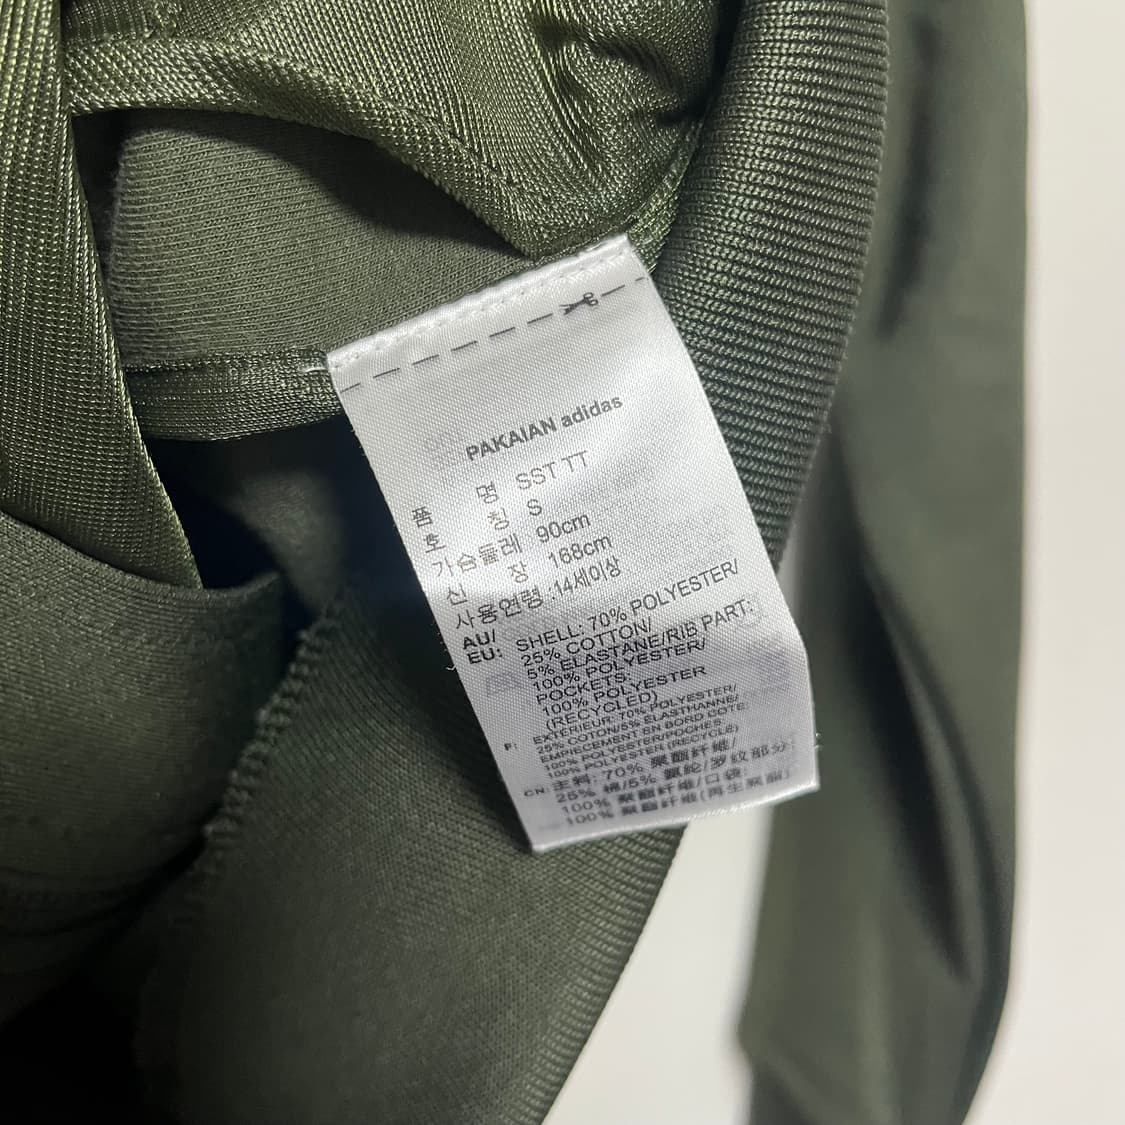 PAKAIAN adidas
품 명 SST TT
호 칭 S
가슴둘레 90cm
신 장 168cm
사용연령 :14세이상
AU/ SHELL: 70% POLYESTER/
EU: 25% COTTON/
5% ELASTANE/RIB PART:
100% POLYESTER/
POCKETS:
100% POLYESTER
(RECYCLED)
F: EXTÉRIEUR: 70% POLYESTER/
25% COTON/5% ÉLASTHANNE/
EMPIÈCEMENT EN BORD CÔTE:
100% POLYESTER/POCHES:
100% POLYESTER (RECYCLÉ)
CN: 主料: 70% 聚酯纤维/
25% 棉/5% 氨纶/罗纹部分:
100% 聚酯纤维/口袋:
100% 聚酯纤维(再生聚酯)